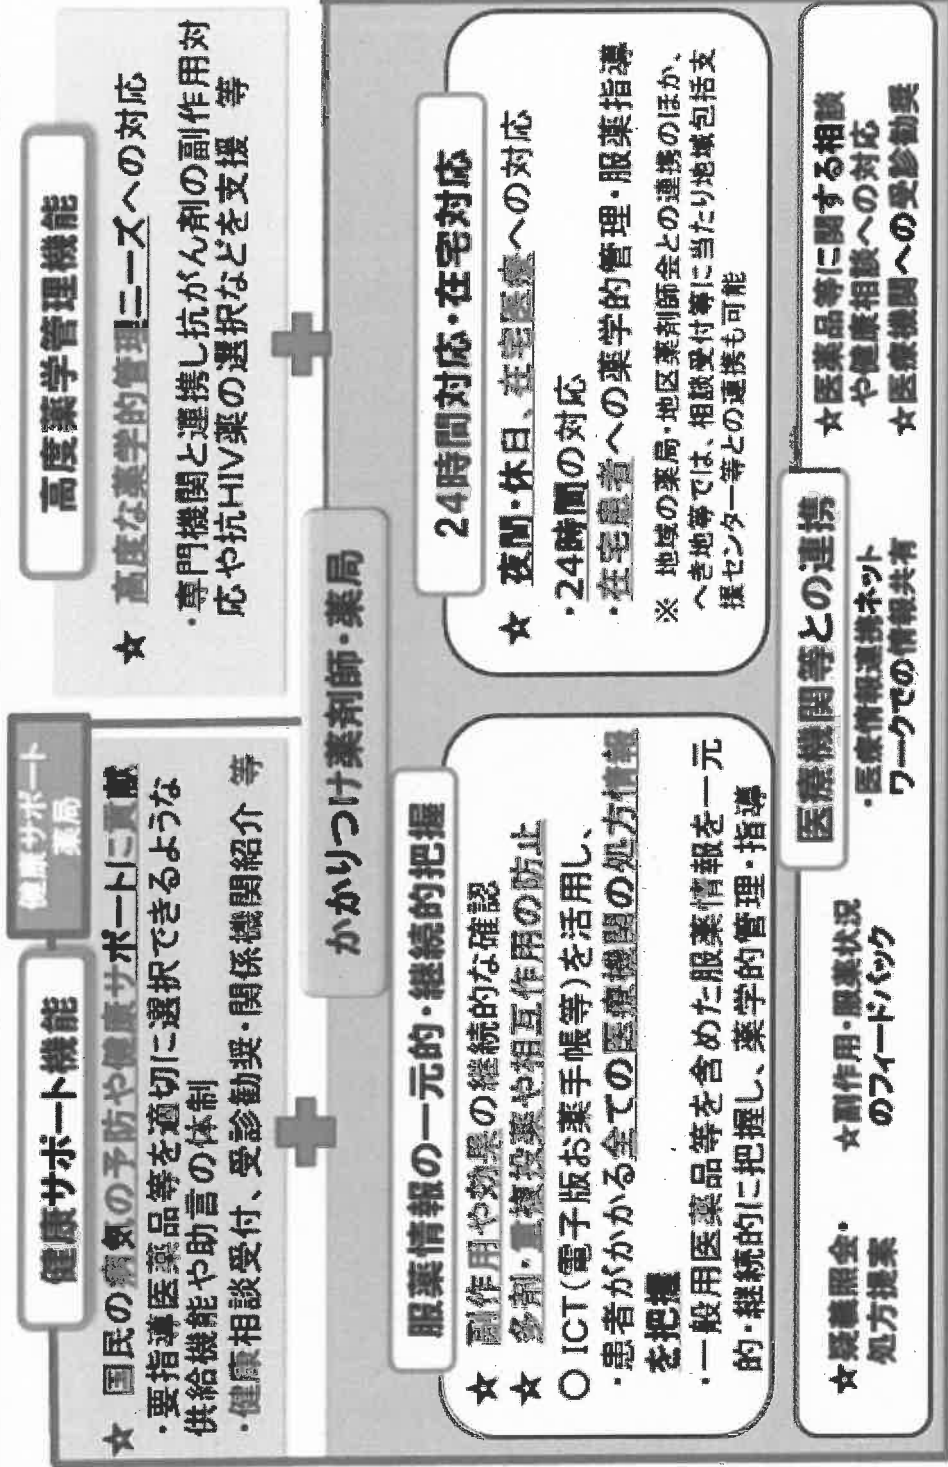 健康サポート機能
健康サポート
薬局
☆ 国民の病気の予防や健康サポートに貢献
・要指導医薬品等を適切に選択できるような
供給機能や助言の体制
・健康相談受付、受診勧奨・関係機関紹介 等
高度薬学管理機能
☆ 高度な薬学的管理ニーズへの対応
・専門機関と連携し抗がん剤の副作用対
応や抗HIV薬の選択などを支援 等
かかりつけ薬剤師・薬局
服薬情報の一元的・継続的把握
☆ 副作用や効果の継続的な確認
☆ 多剤・重複投薬や相互作用の防止
○ ICT(電子版お薬手帳等)を活用し、
・患者がかかる全ての医療機関の処方情報
を把握
・一般用医薬品等を含めた服薬情報を一元
的・継続的に把握し、薬学的管理・指導
24時間対応・在宅対応
☆ 夜間・休日、在宅医療への対応
・24時間の対応
・在宅患者への薬学的管理・服薬指導
※ 地域の薬局・地区薬剤師会との連携のほか、
へき地等では、相談受付等に当たり地域包括支
援センター等との連携も可能
医療機関等との連携
☆疑義照会・
処方提案
☆副作用・服薬状況
のフィードバック
・医療情報連携ネット
ワークでの情報共有
☆医薬品等に関する相談
や健康相談への対応
☆医療機関への受診勧奨